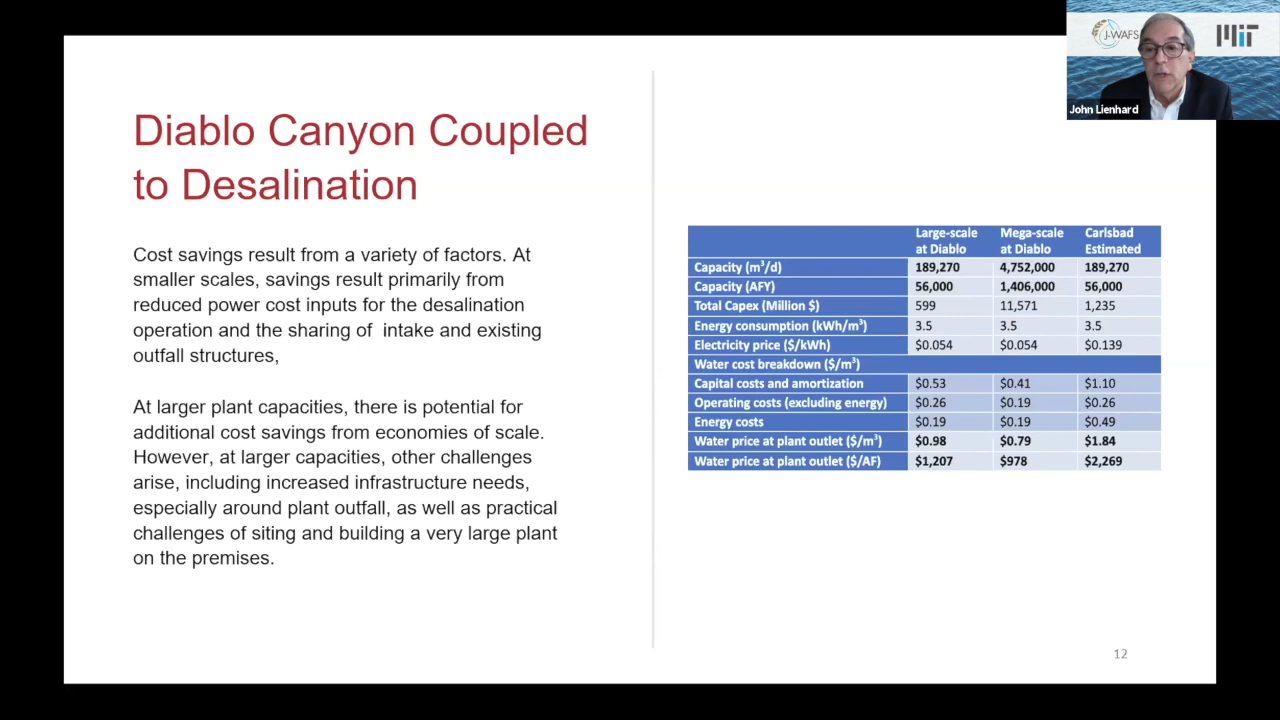 J-WAFS
MIT
John Lienhard
Diablo Canyon Coupled
to Desalination
Cost savings result from a variety of factors. At
smaller scales, savings result primarily from
reduced power cost inputs for the desalination
operation and the sharing of  intake and existing
outfall structures,
At larger plant capacities, there is potential for
additional cost savings from economies of scale.
However, at larger capacities, other challenges
arise, including increased infrastructure needs,
especially around plant outfall, as well as practical
challenges of siting and building a very large plant
on the premises.
Large-scale at Diablo Mega-scale at Diablo Carlsbad Estimated
Capacity (m³/d) 189,270 4,752,000 189,270
Capacity (AFY) 56,000 1,406,000 56,000
Total Capex (Million $) 599 11,571 1,235
Energy consumption (kWh/m³) 3.5 3.5 3.5
Electricity price ($/kWh) $0.054 $0.054 $0.139
Water cost breakdown ($/m³)
Capital costs and amortization $0.53 $0.41 $1.10
Operating costs (excluding energy) $0.26 $0.19 $0.26
Energy costs $0.19 $0.19 $0.49
Water price at plant outlet ($/m³) $0.98 $0.79 $1.84
Water price at plant outlet ($/AF) $1,207 $978 $2,269
12